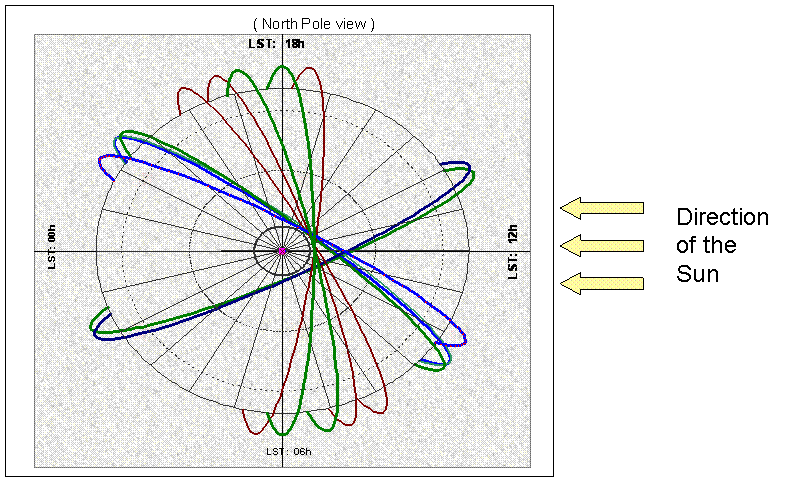 ( North Pole view )
LST: 18h
LST: 00h
LST: 12h
Direction
of the
Sun
LST: 06h